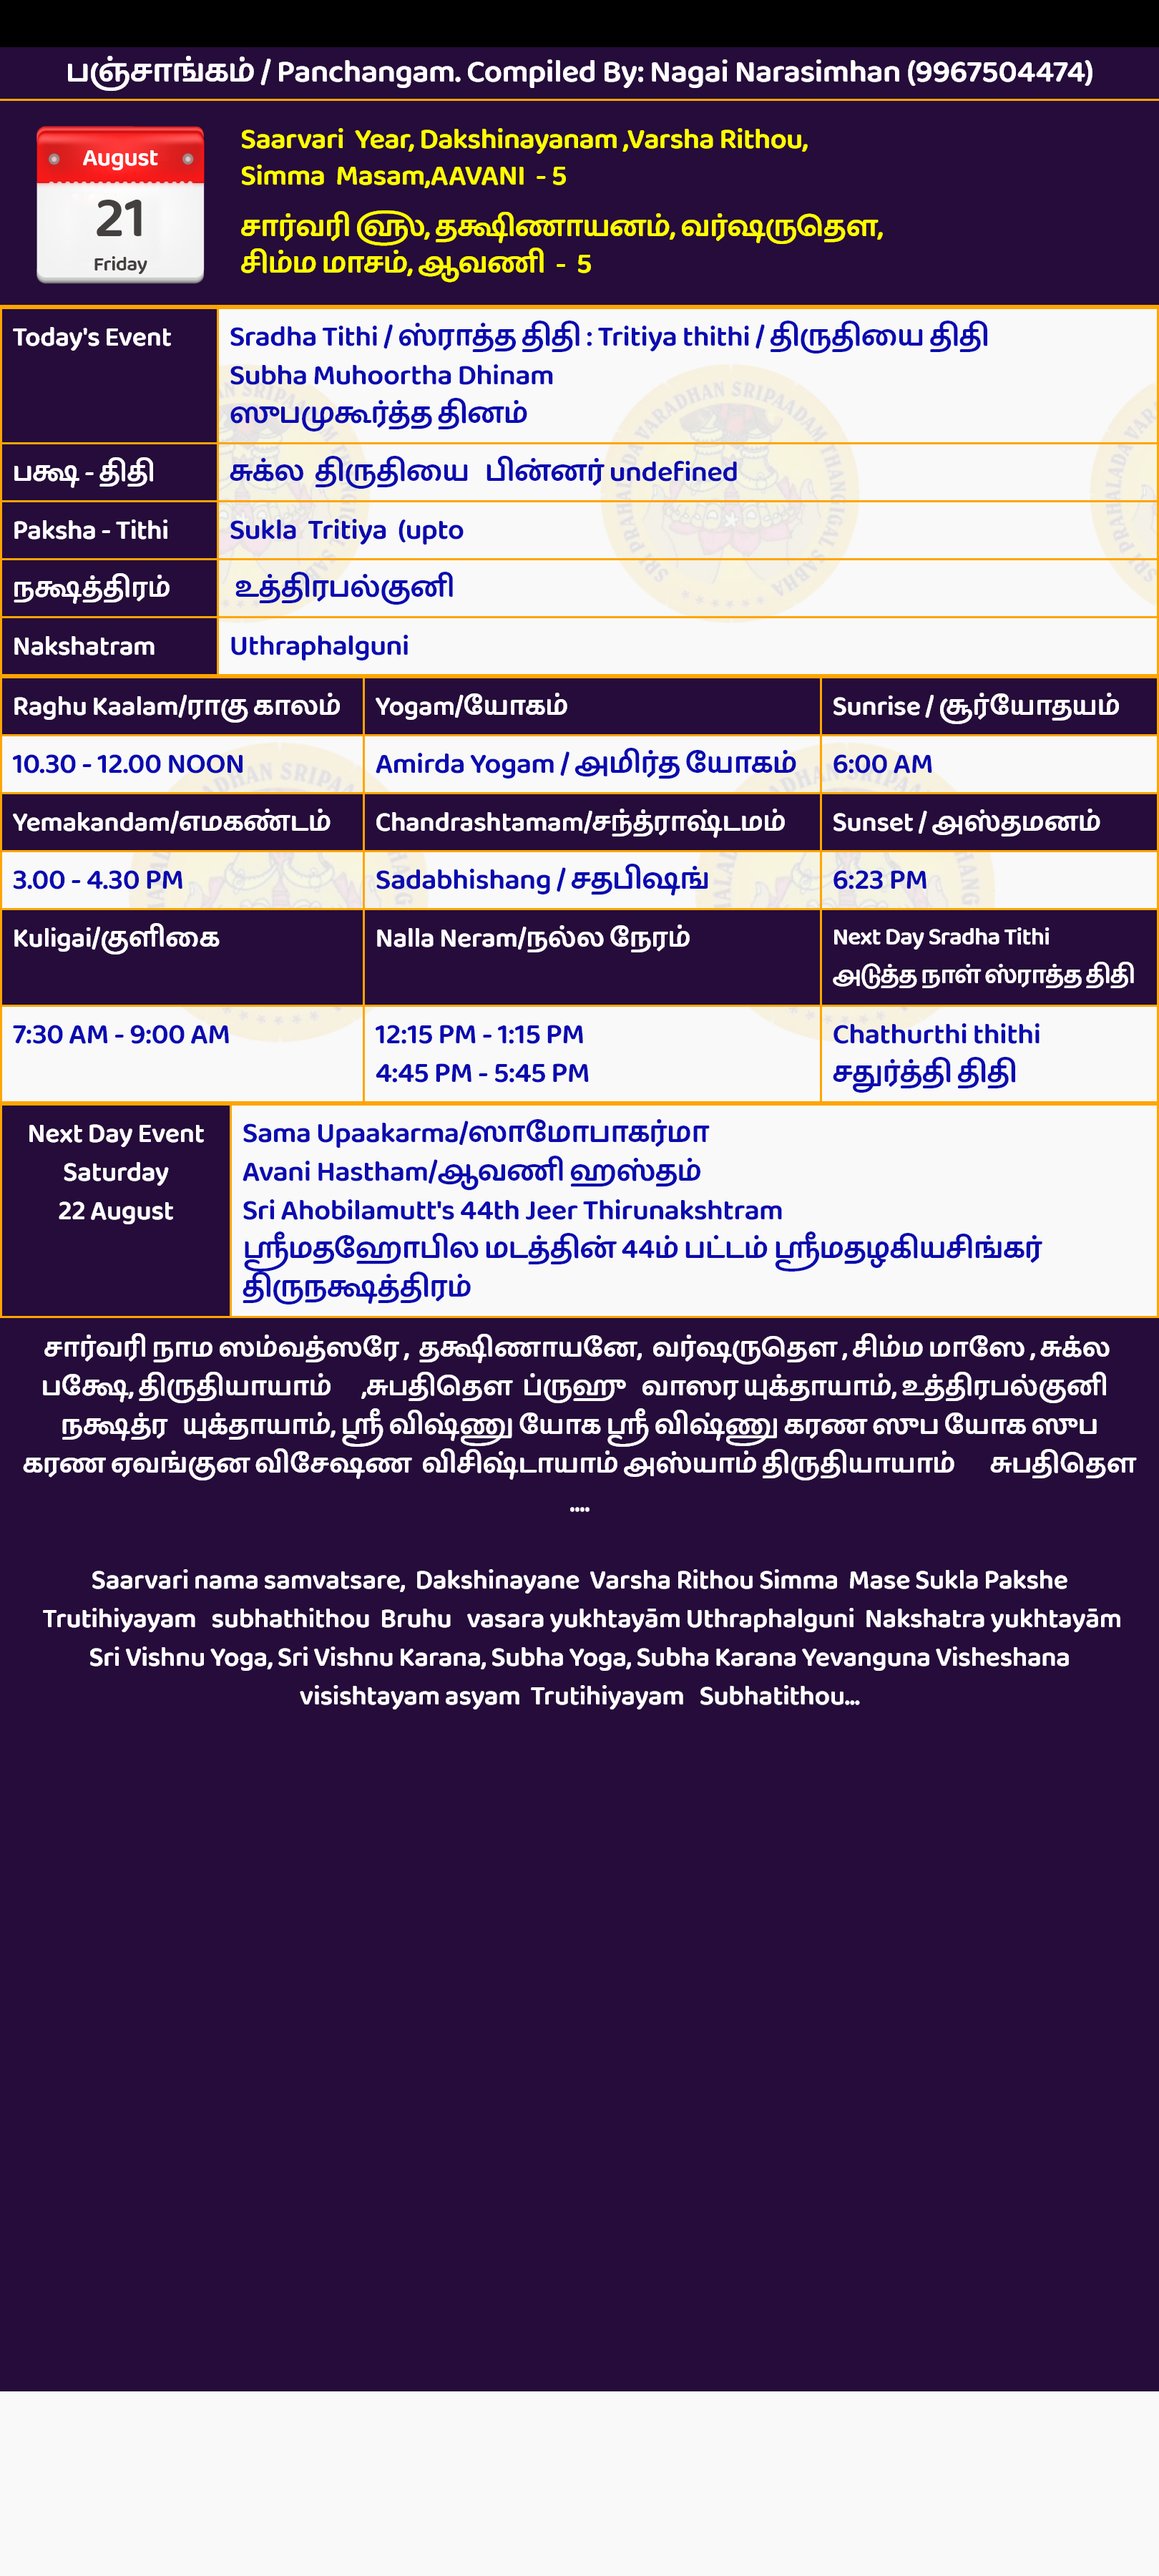 பஞ்சாங்கம் / Panchangam. Compiled By: Nagai Narasimhan (9967504474)
August
21
Friday
Saarvari Year, Dakshinayanam ,Varsha Rithou,
Simma Masam,AAVANI - 5
சார்வரி ௵, தக்ஷிணாயனம், வர்ஷருதௌ,
சிம்ம மாசம், ஆவணி - 5
Today's Event
Sradha Tithi / ஸ்ராத்த திதி : Tritiya thithi / திருதியை திதி
Subha Muhoortha Dhinam
ஸுபமுகூர்த்த தினம்
பக்ஷ - திதி
சுக்ல திருதியை பின்னர் undefined
Paksha - Tithi
Sukla Tritiya (upto
நக்ஷத்திரம்
உத்திரபல்குனி
Nakshatram
Uthraphalguni
Raghu Kaalam/ராகு காலம்
Yogam/யோகம்
Sunrise / சூர்யோதயம்
10.30 - 12.00 NOON
Amirda Yogam / அமிர்த யோகம்
6:00 AM
Yemakandam/எமகண்டம்
Chandrashtamam/சந்த்ராஷ்டமம்
Sunset / அஸ்தமனம்
3.00 - 4.30 PM
Sadabhishang / சதபிஷங்
6:23 PM
Kuligai/குளிகை
Nalla Neram/நல்ல நேரம்
Next Day Sradha Tithi
அடுத்த நாள் ஸ்ராத்த திதி
7:30 AM - 9:00 AM
12:15 PM - 1:15 PM
4:45 PM - 5:45 PM
Chathurthi thithi
சதுர்த்தி திதி
Next Day Event
Saturday
22 August
Sama Upaakarma/ஸாமோபாகர்மா
Avani Hastham/ஆவணி ஹஸ்தம்
Sri Ahobilamutt's 44th Jeer Thirunakshtram
ஸ்ரீமதஹோபில மடத்தின் 44ம் பட்டம் ஸ்ரீமதழகியசிங்கர்
திருநக்ஷத்திரம்
சார்வரி நாம ஸம்வத்ஸரே , தக்ஷிணாயனே, வர்ஷருதௌ , சிம்ம மாஸே , சுக்ல
பக்ஷே, திருதியாயாம் ,சுபதிதௌ ப்ருஹு வாஸர யுக்தாயாம், உத்திரபல்குனி
நக்ஷத்ர யுக்தாயாம், ஸ்ரீ விஷ்ணு யோக ஸ்ரீ விஷ்ணு கரண ஸுப யோக ஸுப
கரண ஏவங்குன விசேஷண விசிஷ்டாயாம் அஸ்யாம் திருதியாயாம் சுபதிதௌ
....
Saarvari nama samvatsare, Dakshinayane Varsha Rithou Simma Mase Sukla Pakshe
Trutihiyayam subhathithou Bruhu vasara yukhtayām Uthraphalguni Nakshatra yukhtayām
Sri Vishnu Yoga, Sri Vishnu Karana, Subha Yoga, Subha Karana Yevanguna Visheshana
visishtayam asyam Trutihiyayam Subhatithou...
SRI PRAHALADA VARADHAN SRIPAADAM THANGIGAL SABHA